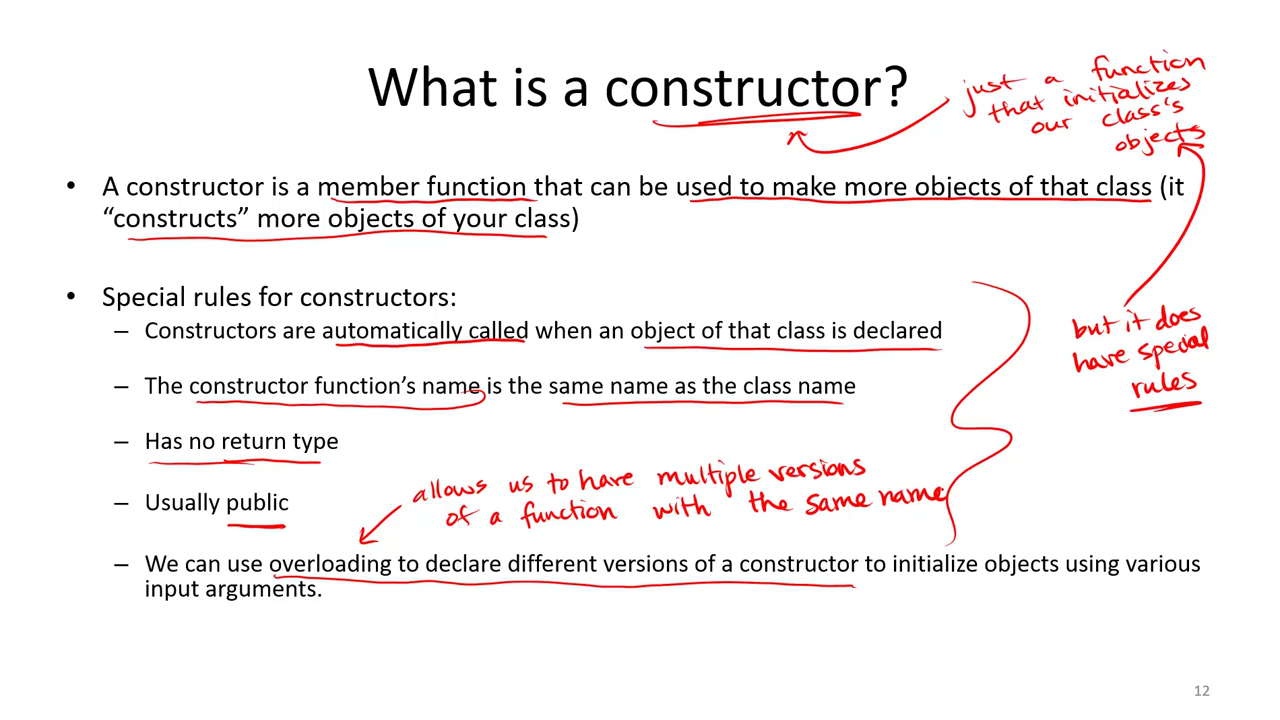 What is a constructor?
just a function
that initializes
our class's
objects
• A constructor is a member function that can be used to make more objects of that class (it
“constructs” more objects of your class)
• Special rules for constructors:
– Constructors are automatically called when an object of that class is declared
but it does
have special
rules
– The constructor function’s name is the same name as the class name
– Has no return type
allows us to have multiple versions
of a function with the same name
– Usually public
– We can use overloading to declare different versions of a constructor to initialize objects using various
input arguments.
12